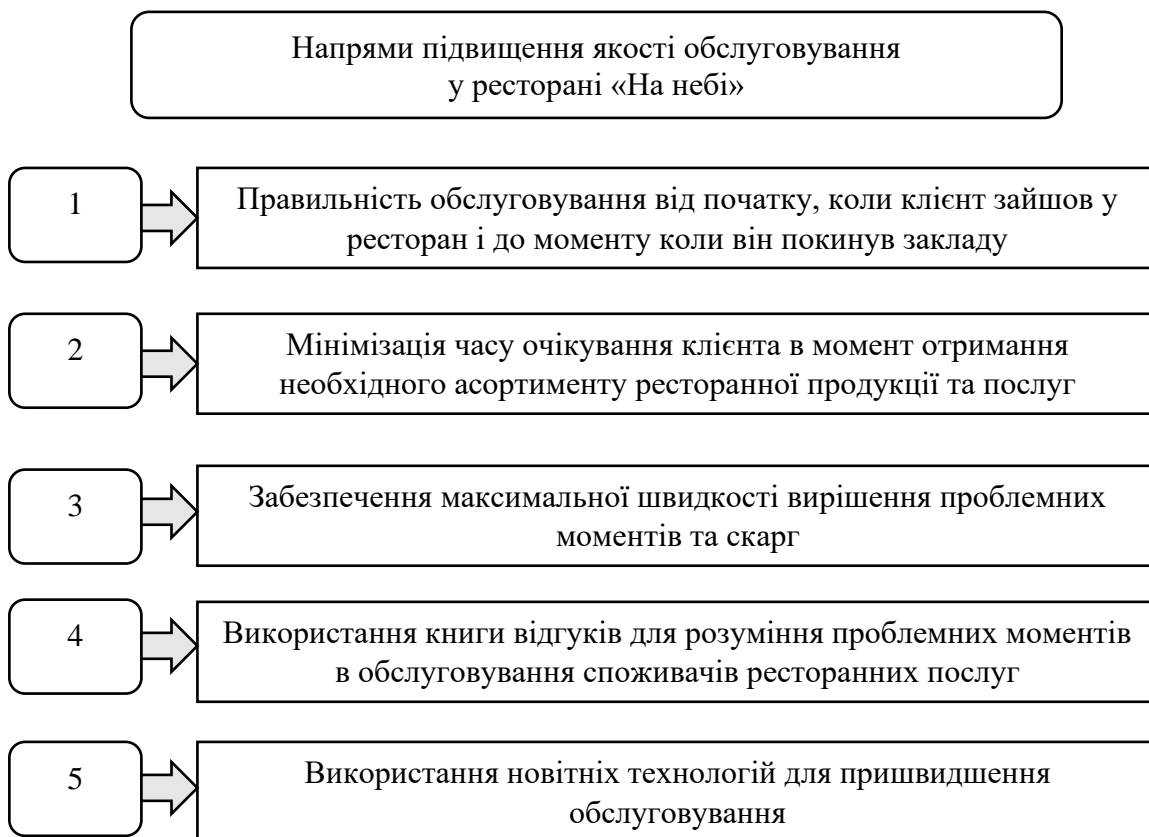 Напрями підвищення якості обслуговування
у ресторані «На небі»
1
Правильність обслуговування від початку, коли клієнт зайшов у
ресторан і до моменту коли він покинув закладу
2
Мінімізація часу очікування клієнта в момент отримання
необхідного асортименту ресторанної продукції та послуг
3
Забезпечення максимальної швидкості вирішення проблемних
моментів та скарг
4
Використання книги відгуків для розуміння проблемних моментів
в обслуговування споживачів ресторанних послуг
5
Використання новітніх технологій для пришвидшення
обслуговування